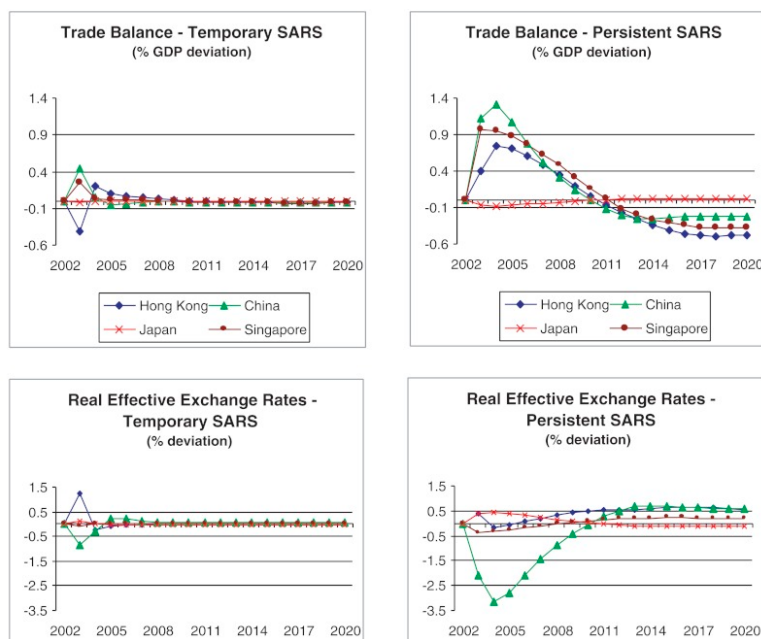 Trade Balance - Temporary SARS
(% GDP deviation)
1.4
0.9
0.4
-0.1
-0.6
2002 2005 2008 2011 2014 2017 2020
Hong Kong China
Japan Singapore
Trade Balance - Persistent SARS
(% GDP deviation)
1.4
0.9
0.4
-0.1
-0.6
2002 2005 2008 2011 2014 2017 2020
Hong Kong China
Japan Singapore
Real Effective Exchange Rates -
Temporary SARS
(% deviation)
1.5
0.5
-0.5
-1.5
-2.5
-3.5
2002 2005 2008 2011 2014 2017 2020
Real Effective Exchange Rates -
Persistent SARS
(% deviation)
1.5
0.5
-0.5
-1.5
-2.5
-3.5
2002 2005 2008 2011 2014 2017 2020